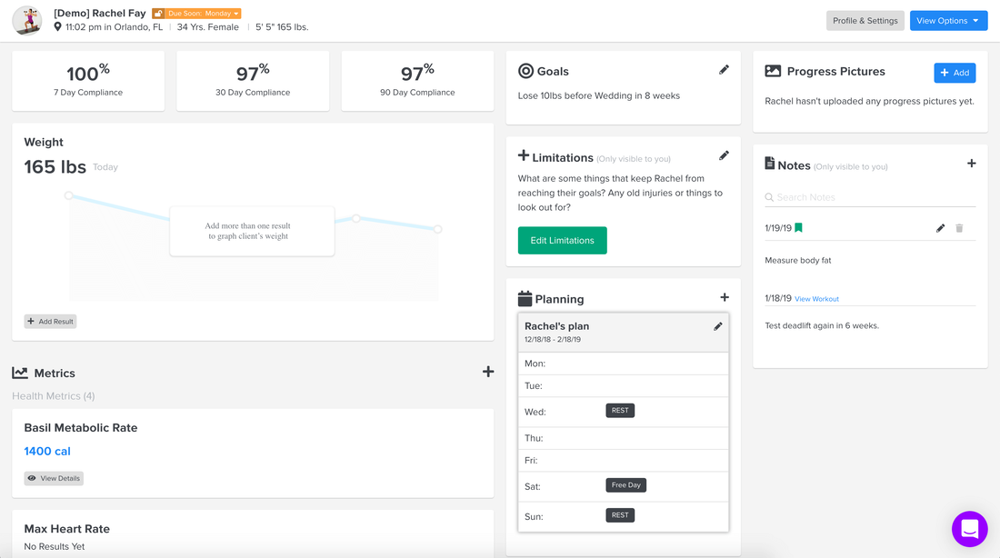 [Demo] Rachel Fay
Due Soon: Monday
11:02 pm in Orlando, FL | 34 Yrs. Female | 5' 5" 165 lbs.
Profile & Settings
View Options
100%
7 Day Compliance
97%
30 Day Compliance
97%
90 Day Compliance
Weight
165 lbs Today
Add more than one result
to graph client's weight
Add Result
Metrics
Health Metrics (4)
Basil Metabolic Rate
1400 cal
View Details
Max Heart Rate
No Results Yet
Goals
Lose 10lbs before Wedding in 8 weeks
Limitations (Only visible to you)
What are some things that keep Rachel from
reaching their goals? Any old injuries or things to
look out for?
Edit Limitations
Planning
Rachel's plan
12/18/18 - 2/18/19
Mon:
Tue:
Wed: REST
Thu:
Fri:
Sat: Free Day
Sun: REST
Progress Pictures
Add
Rachel hasn't uploaded any progress pictures yet.
Notes (Only visible to you)
Search Notes
1/19/19
Measure body fat
1/18/19 View Workout
Test deadlift again in 6 weeks.